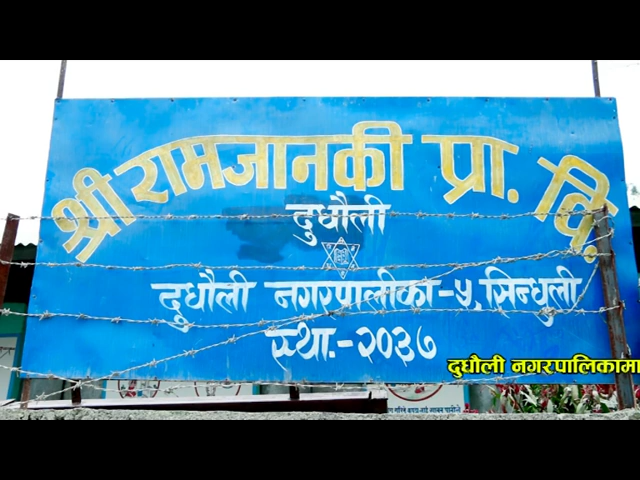 श्री रामजानकी प्रा. वि.
दुधौली
दुधौली नगरपालीका-५, सिन्धुली
स्था.-२०३७
दुधौली नगरपालिकामा